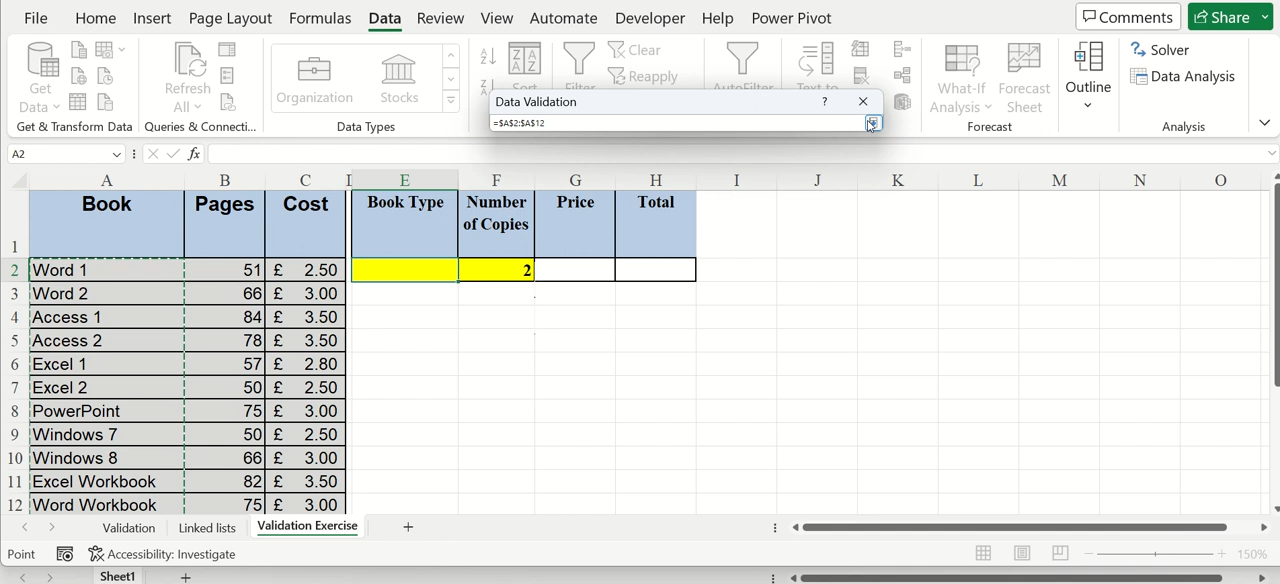 File Home Insert Page Layout Formulas Data Review View Automate Developer Help Power Pivot Comments Share
Get Data
Refresh All
Organization Stocks
Clear
Reapply
What-If Analysis
Forecast Sheet
Outline
Solver
Data Analysis
Get & Transform Data Queries & Connecti... Data Types Forecast Analysis
Data Validation ?
=$A$2:$A$12
A2 fx
A B C E F G H I J K L M N O
1 Book Pages Cost Book Type Number of Copies Price Total
2 Word 1 51 £ 2.50 2
3 Word 2 66 £ 3.00
4 Access 1 84 £ 3.50
5 Access 2 78 £ 3.50
6 Excel 1 57 £ 2.80
7 Excel 2 50 £ 2.50
8 PowerPoint 75 £ 3.00
9 Windows 7 50 £ 2.50
10 Windows 8 66 £ 3.00
11 Excel Workbook 82 £ 3.50
12 Word Workbook 75 £ 3.00
Validation Linked lists Validation Exercise
Point Accessibility: Investigate 150%
Sheet1